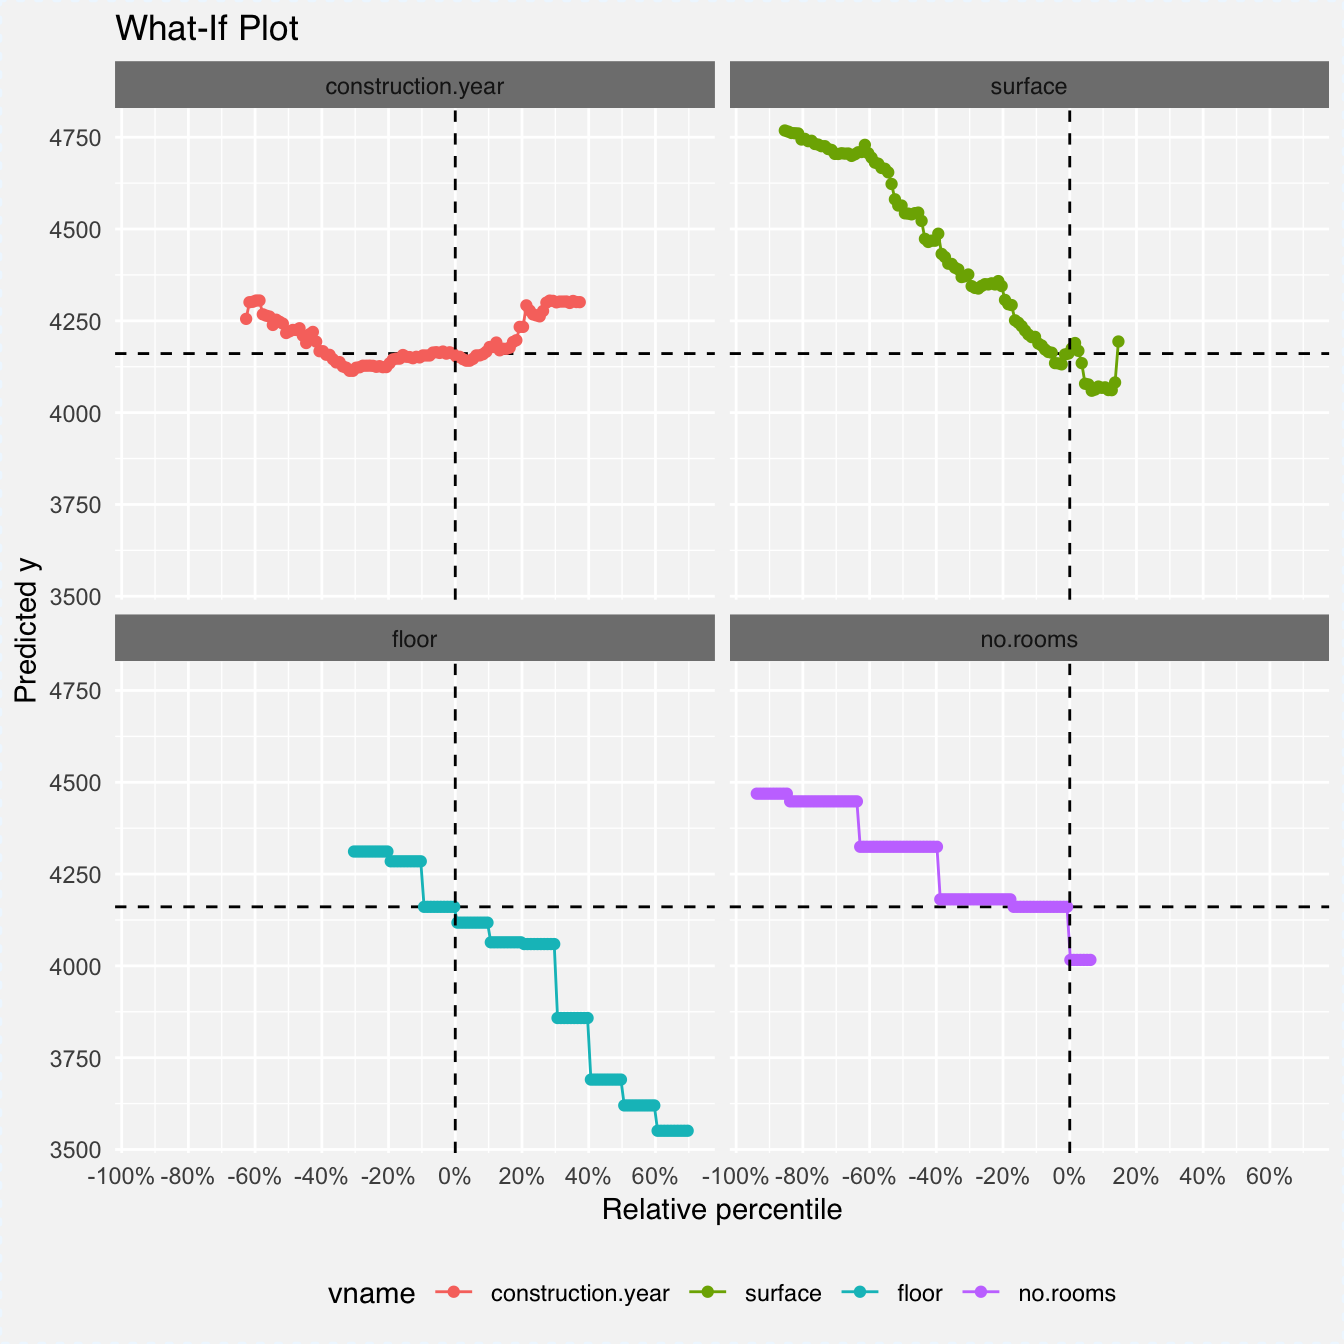 What-If Plot
construction.year surface
4750
4500
4250
4000
3750
3500
Predicted y
floor no.rooms
4750
4500
4250
4000
3750
3500
-100% -80% -60% -40% -20% 0% 20% 40% 60% -100% -80% -60% -40% -20% 0% 20% 40% 60%
Relative percentile
vname construction.year surface floor no.rooms